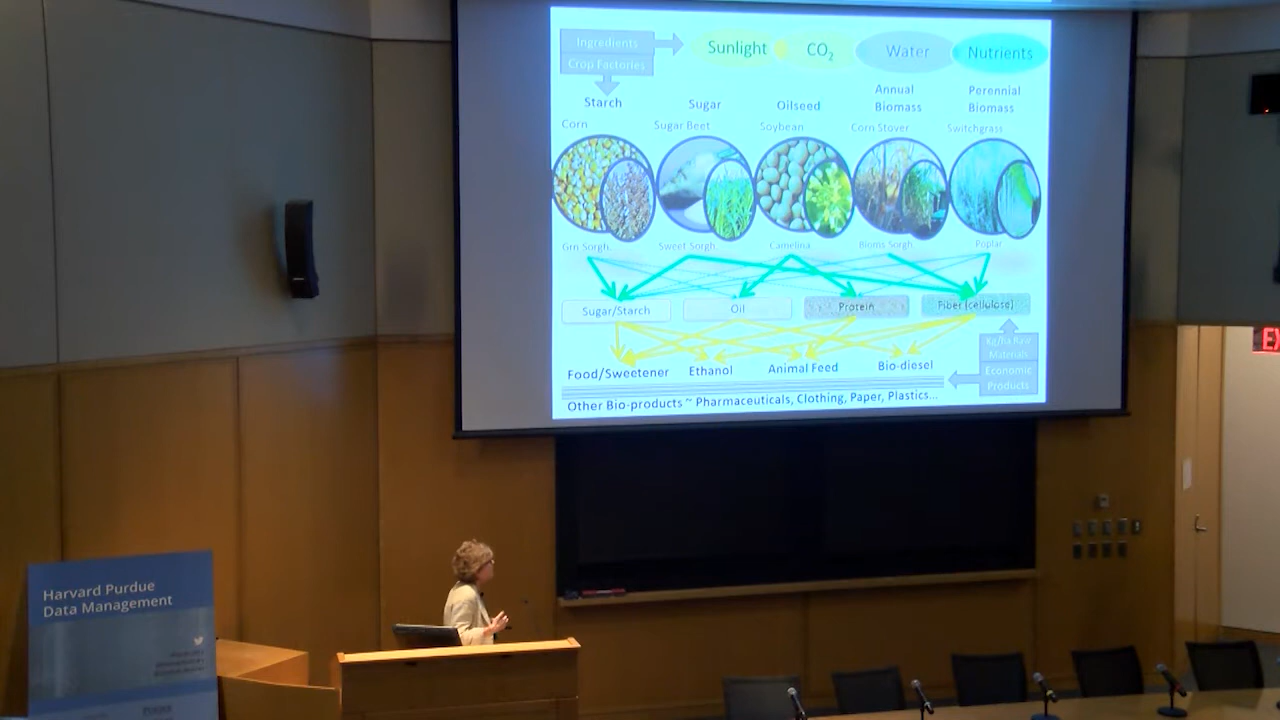 Ingredients
Crop Factories
Sunlight
CO₂
Water
Nutrients
Starch
Sugar
Oilseed
Annual
Biomass
Perennial
Biomass
Corn
Sugar Beet
Soybean
Corn Stover
Switchgrass
Grn Sorgh.
Sweet Sorgh.
Camelina
Bioms Sorgh.
Poplar
Sugar/Starch
Oil
Protein
Fiber (cellulose)
Kg/ha Raw
Materials
Economic
Products
Food/Sweetener
Ethanol
Animal Feed
Bio-diesel
Other Bio-products ~ Pharmaceuticals, Clothing, Paper, Plastics...
Harvard Purdue
Data Management
PURDUE